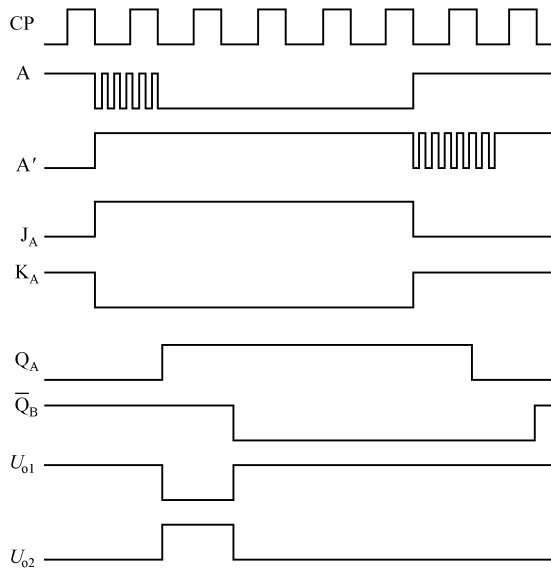 CP
A
A′
J_A
K_A
Q_A
Q̅_B
U_o1
U_o2